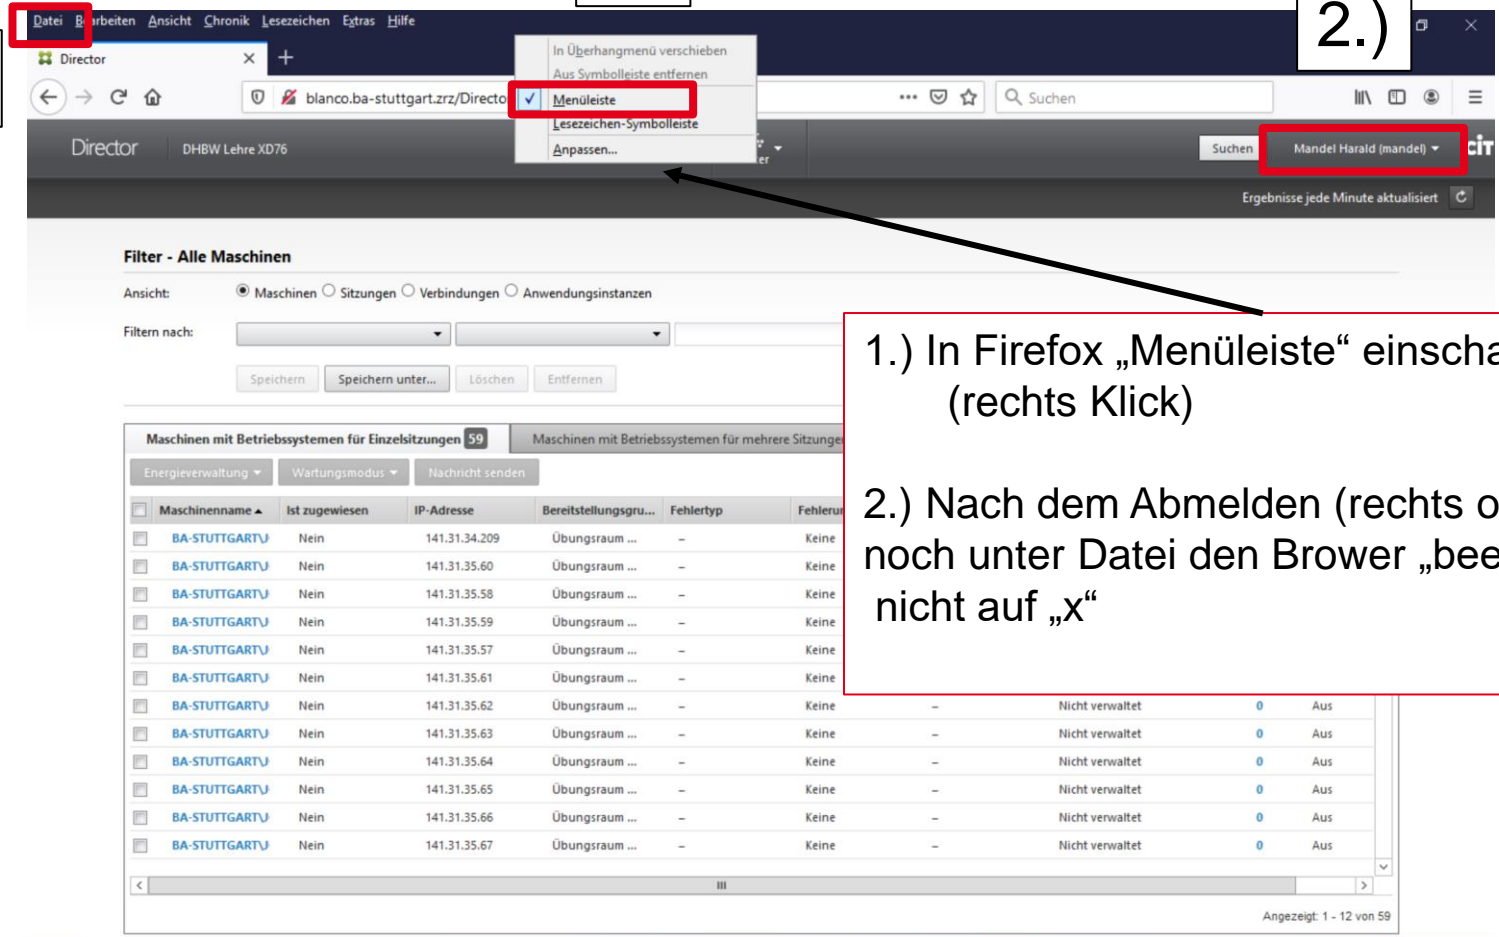 Datei Bearbeiten Ansicht Chronik Lesezeichen Extras Hilfe
2.)
Director
In Überhangmenü verschieben
Aus Symbolleiste entfernen
Menüleiste
Lesezeichen-Symbolleiste
Anpassen...
blanco.ba-stuttgart.zrz/Director
Suchen
Director DHBW Lehre XD76
Suchen Mandel Harald (mandel)
Ergebnisse jede Minute aktualisiert
Filter - Alle Maschinen
Ansicht: Maschinen Sitzungen Verbindungen Anwendungsinstanzen
Filtern nach:
Speichern Speichern unter... Löschen Entfernen
1.) In Firefox „Menüleiste“ einscha
(rechts Klick)
2.) Nach dem Abmelden (rechts o
noch unter Datei den Brower „bee
nicht auf „x“
Maschinen mit Betriebssystemen für Einzelsitzungen 59 Maschinen mit Betriebssystemen für mehrere Sitzungen
Energieverwaltung Wartungsmodus Nachricht senden
Maschinenname Ist zugewiesen IP-Adresse Bereitstellungsgru... Fehlertyp Fehlerur
BA-STUTTGART\J Nein 141.31.34.209 Übungsraum ... – Keine
BA-STUTTGART\J Nein 141.31.35.60 Übungsraum ... – Keine
BA-STUTTGART\J Nein 141.31.35.58 Übungsraum ... – Keine
BA-STUTTGART\J Nein 141.31.35.59 Übungsraum ... – Keine
BA-STUTTGART\J Nein 141.31.35.57 Übungsraum ... – Keine
BA-STUTTGART\J Nein 141.31.35.61 Übungsraum ... – Keine
BA-STUTTGART\J Nein 141.31.35.62 Übungsraum ... – Keine – Nicht verwaltet 0 Aus
BA-STUTTGART\J Nein 141.31.35.63 Übungsraum ... – Keine – Nicht verwaltet 0 Aus
BA-STUTTGART\J Nein 141.31.35.64 Übungsraum ... – Keine – Nicht verwaltet 0 Aus
BA-STUTTGART\J Nein 141.31.35.65 Übungsraum ... – Keine – Nicht verwaltet 0 Aus
BA-STUTTGART\J Nein 141.31.35.66 Übungsraum ... – Keine – Nicht verwaltet 0 Aus
BA-STUTTGART\J Nein 141.31.35.67 Übungsraum ... – Keine – Nicht verwaltet 0 Aus
Angezeigt: 1 - 12 von 59